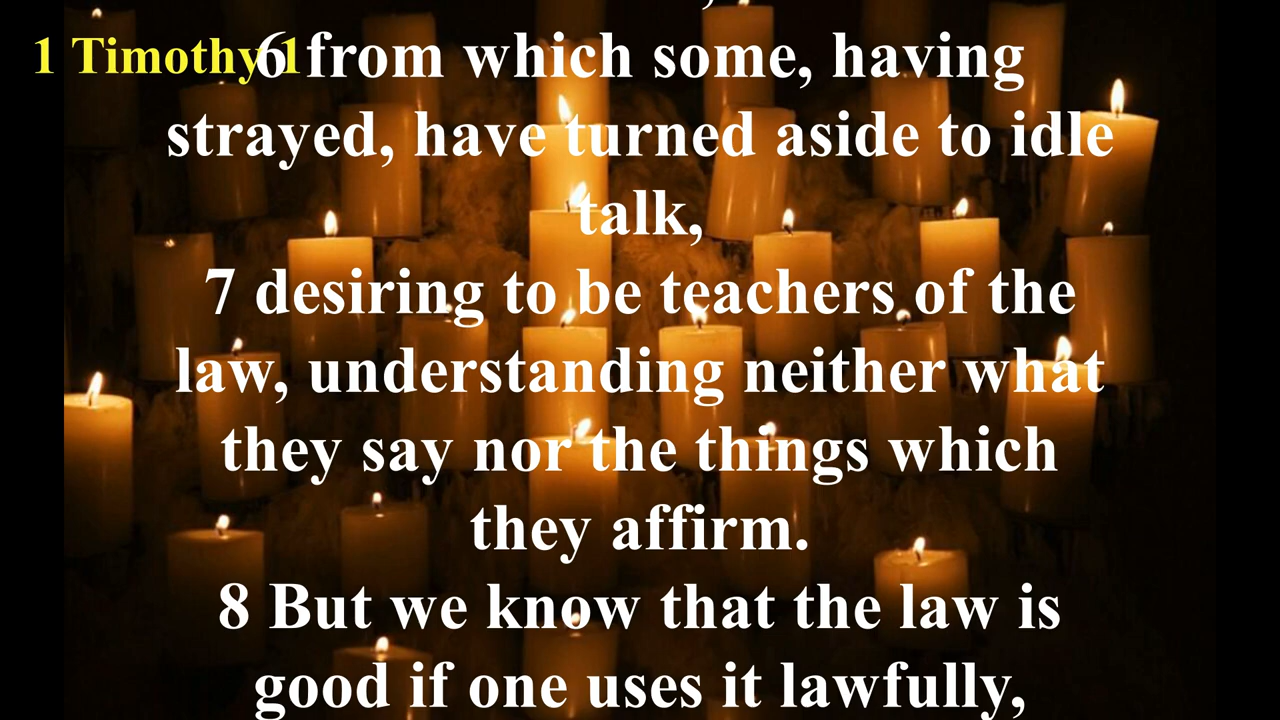 1 Timothy 1
6 from which some, having
strayed, have turned aside to idle
talk,
7 desiring to be teachers of the
law, understanding neither what
they say nor the things which
they affirm.
8 But we know that the law is
good if one uses it lawfully,